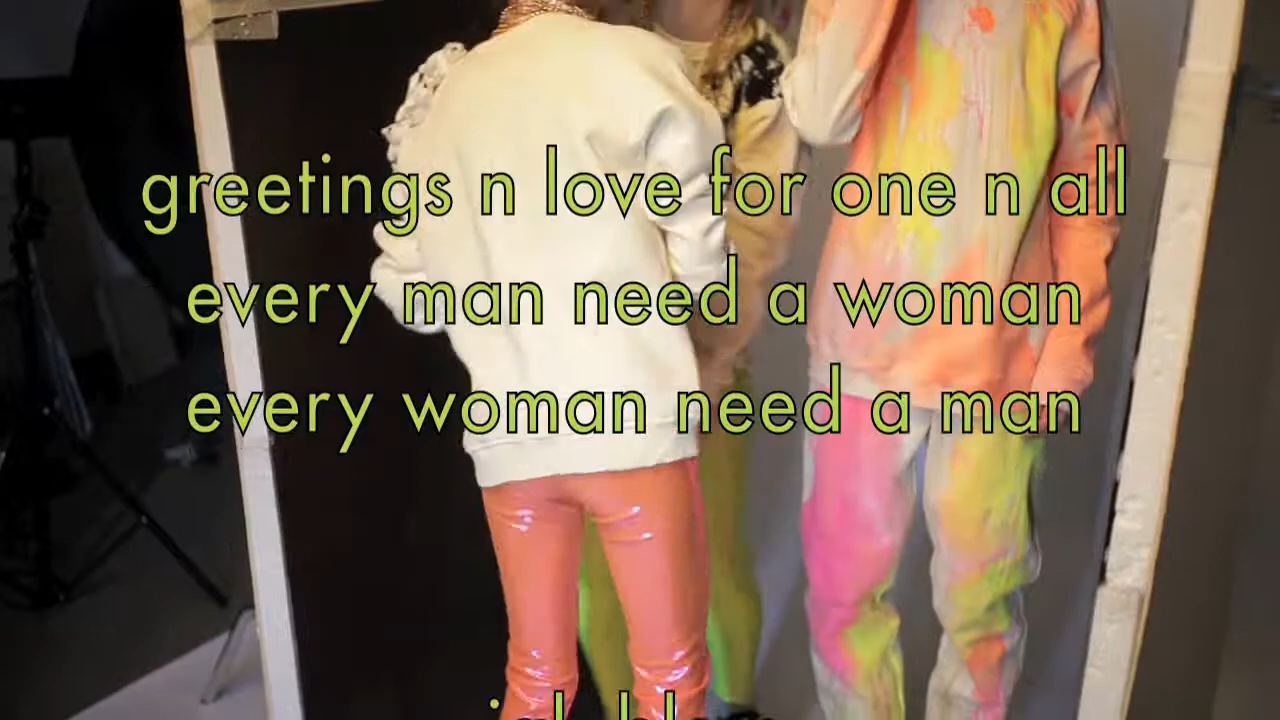 greetings n love for one n all
every man need a woman
every woman need a man